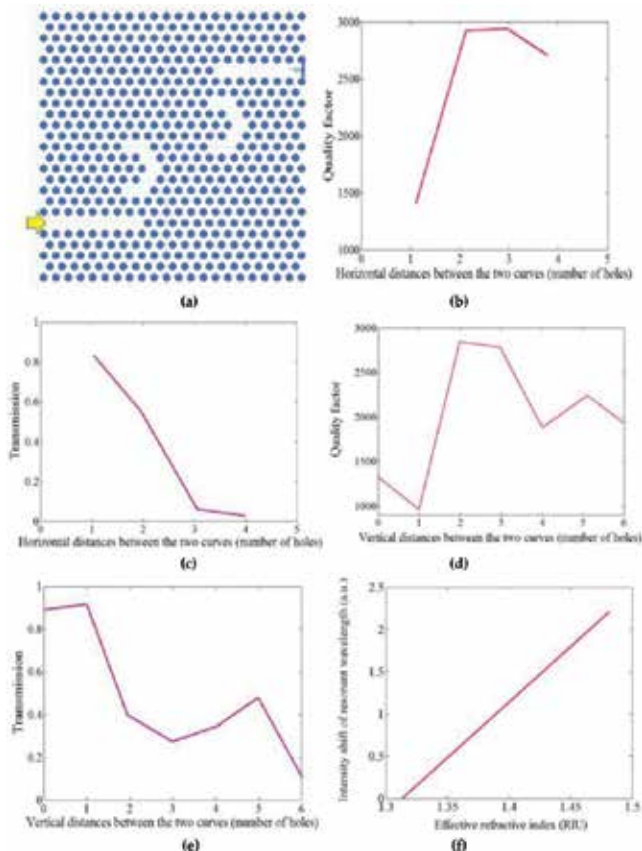 3000
2500
2000
1500
1000
Quality factor
0 1 2 3 4 5
Horizontal distances between the two curves (number of holes)
(a)
(b)
1
0.8
0.6
0.4
0.2
0
Transmission
0 1 2 3 4 5
Horizontal distances between the two curves (number of holes)
(c)
3000
2500
2000
1500
1000
Quality factor
0 1 2 3 4 5 6
Vertical distances between the two curves (number of holes)
(d)
1
0.8
0.6
0.4
0.2
0
Transmission
0 1 2 3 4 5 6
Vertical distances between the two curves (number of holes)
(e)
2.5
2
1.5
1
0.5
0
Intensity shift of resonant wavelength (a.u.)
1.3 1.35 1.4 1.45 1.5
Effective refractive index (RIU)
(f)